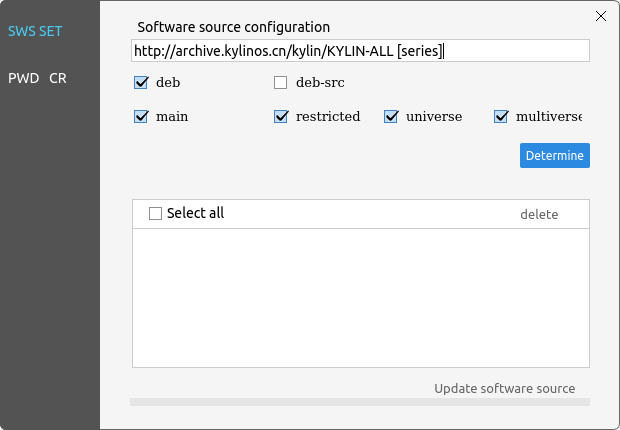 SWS SET
PWD CR
Software source configuration
http://archive.kylinos.cn/kylin/KYLIN-ALL [series]
deb deb-src
main restricted universe multiverse
Determine
Select all delete
Update software source